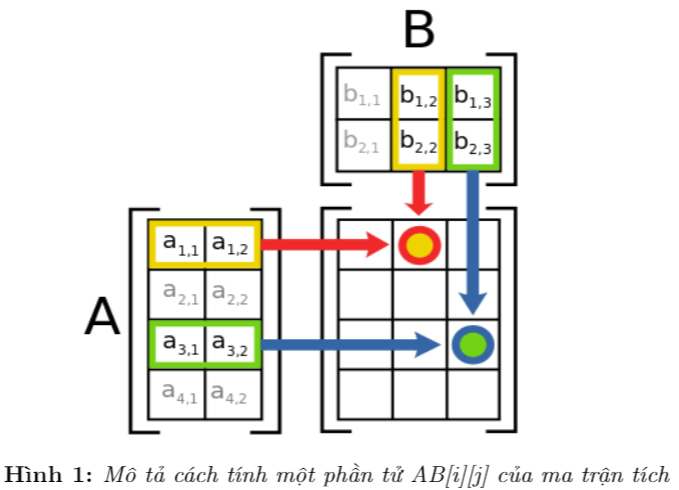 B
b1,1 b1,2 b1,3
b2,1 b2,2 b2,3
A
a1,1 a1,2
a2,1 a2,2
a3,1 a3,2
a4,1 a4,2
Hình 1: Mô tả cách tính một phần tử AB[i][j] của ma trận tích